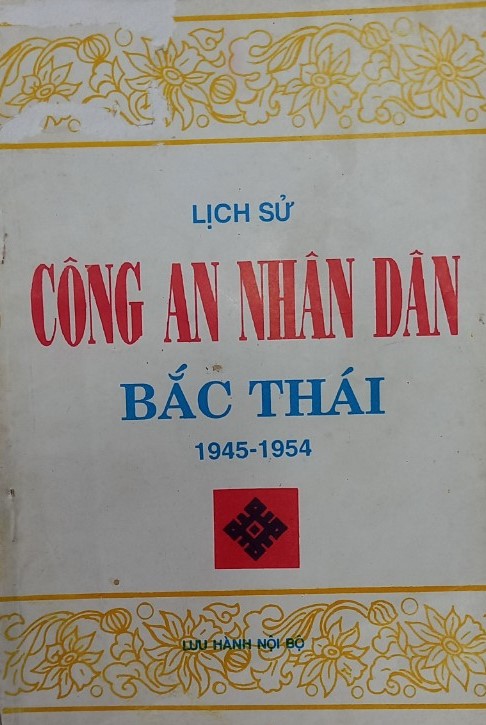 LỊCH SỬ
CÔNG AN NHÂN DÂN
BẮC THÁI
1945-1954
LƯU HÀNH NỘI BỘ